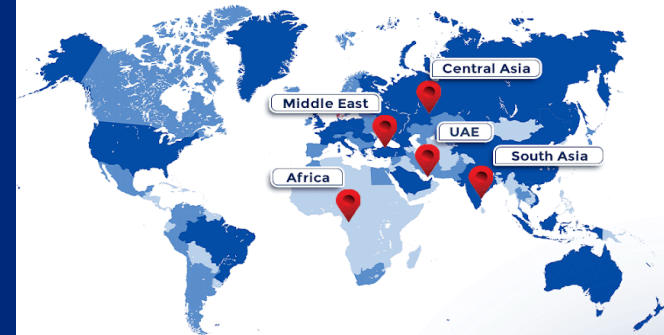 Central Asia
Middle East
UAE
South Asia
Africa